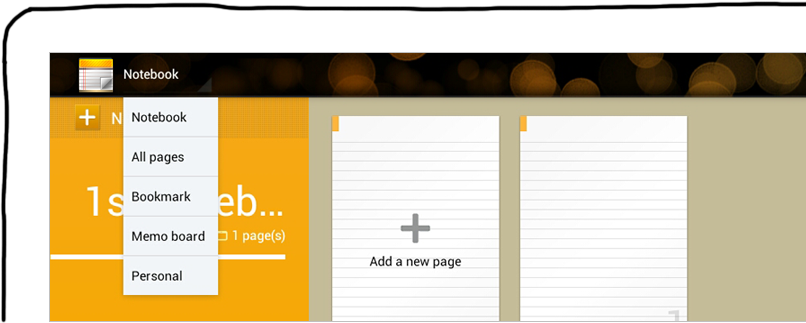 Notebook
Notebook
All pages
Bookmark
Memo board
Personal
N
1s eb...
1 page(s)
Add a new page
1